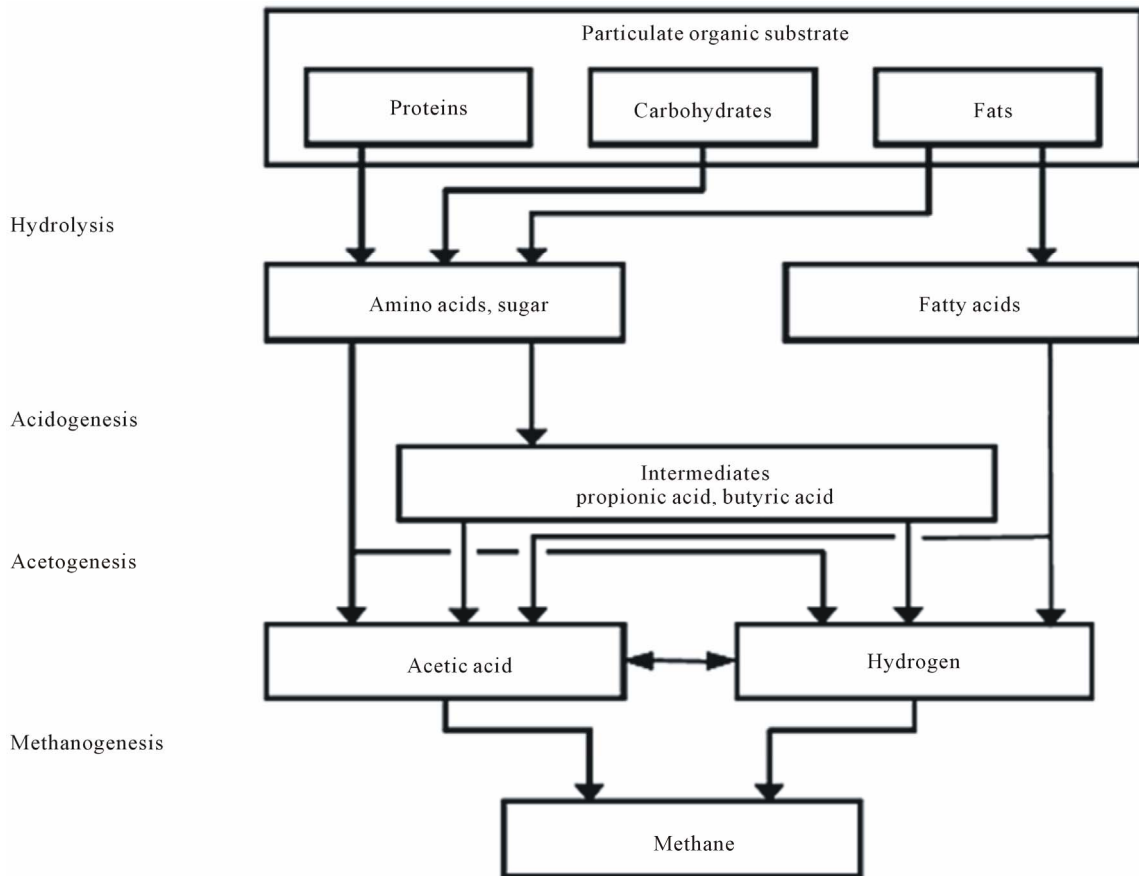 Particulate organic substrate
Proteins
Carbohydrates
Fats
Hydrolysis
Amino acids, sugar
Fatty acids
Acidogenesis
Intermediates
propionic acid, butyric acid
Acetogenesis
Acetic acid
Hydrogen
Methanogenesis
Methane